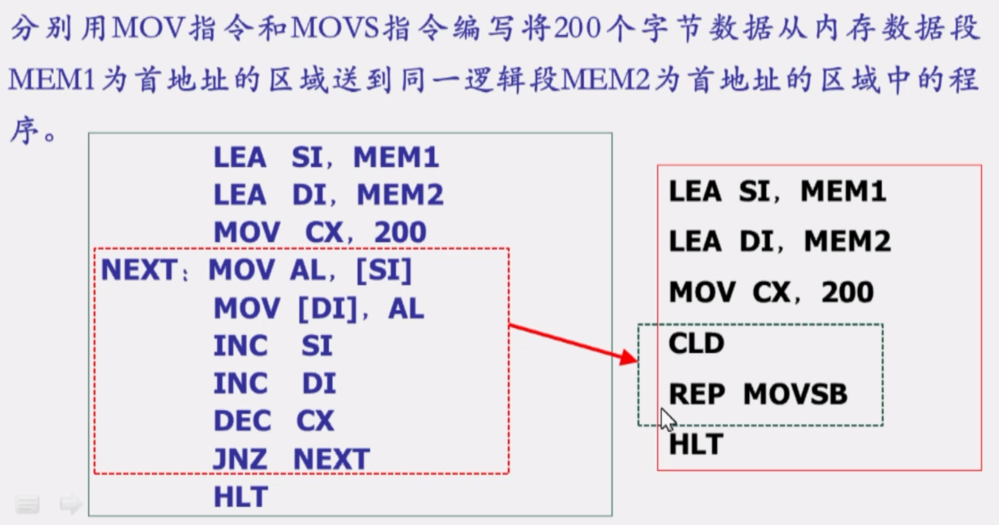 分别用MOV指令和MOVS指令编写将200个字节数据从内存数据段
MEM1为首地址的区域送到同一逻辑段MEM2为首地址的区域中的程
序。
LEA SI，MEM1
LEA DI，MEM2
MOV CX，200
NEXT：MOV AL，[SI]
MOV [DI]，AL
INC SI
INC DI
DEC CX
JNZ NEXT
HLT
LEA SI，MEM1
LEA DI，MEM2
MOV CX，200
CLD
REP MOVSB
HLT